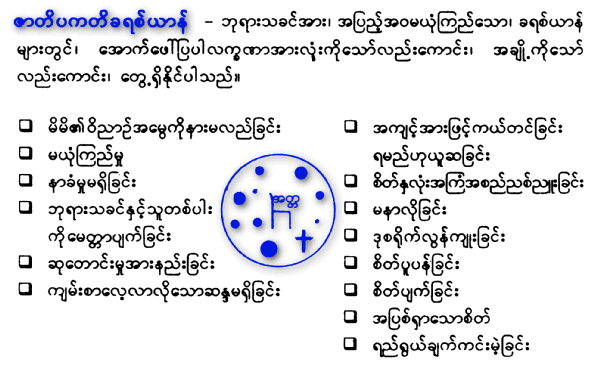 ဇာတိပကတိခရစ်ယာန် – ဘုရားသခင်အား၊ အပြည့်အဝမယုံကြည်သော၊ ခရစ်ယာန်
များတွင်၊ အောက်ဖေါ်ပြပါလက္ခဏာအားလုံးကိုသော်လည်းကောင်း၊ အချို့ကိုသော်
လည်းကောင်း၊ တွေ့ရှိနိုင်ပါသည်။
❑ မိမိ၏ဝိညာဉ်အမွေကိုနားမလည်ခြင်း
❑ မယုံကြည်မှု
❑ နာခံမှုမရှိခြင်း
❑ ဘုရားသခင်နှင့်သူတစ်ပါး
ကိုမေတ္တာပျက်ခြင်း
❑ ဆုတောင်းမှုအားနည်းခြင်း
❑ ကျမ်းစာလေ့လာလိုသောဆန္ဒမရှိခြင်း
အတ္တ
❑ အကျင့်အားဖြင့်ကယ်တင်ခြင်း
ရမည်ဟုယူဆခြင်း
❑ စိတ်နှလုံးအကြံအစည်ညစ်ညူးခြင်း
❑ မနာလိုခြင်း
❑ ဒုစရိုက်လွန်ကျူးခြင်း
❑ စိတ်ပူပန်ခြင်း
❑ စိတ်ပျက်ခြင်း
❑ အပြစ်ရှာသောစိတ်
❑ ရည်ရွယ်ချက်ကင်းမဲ့ခြင်း